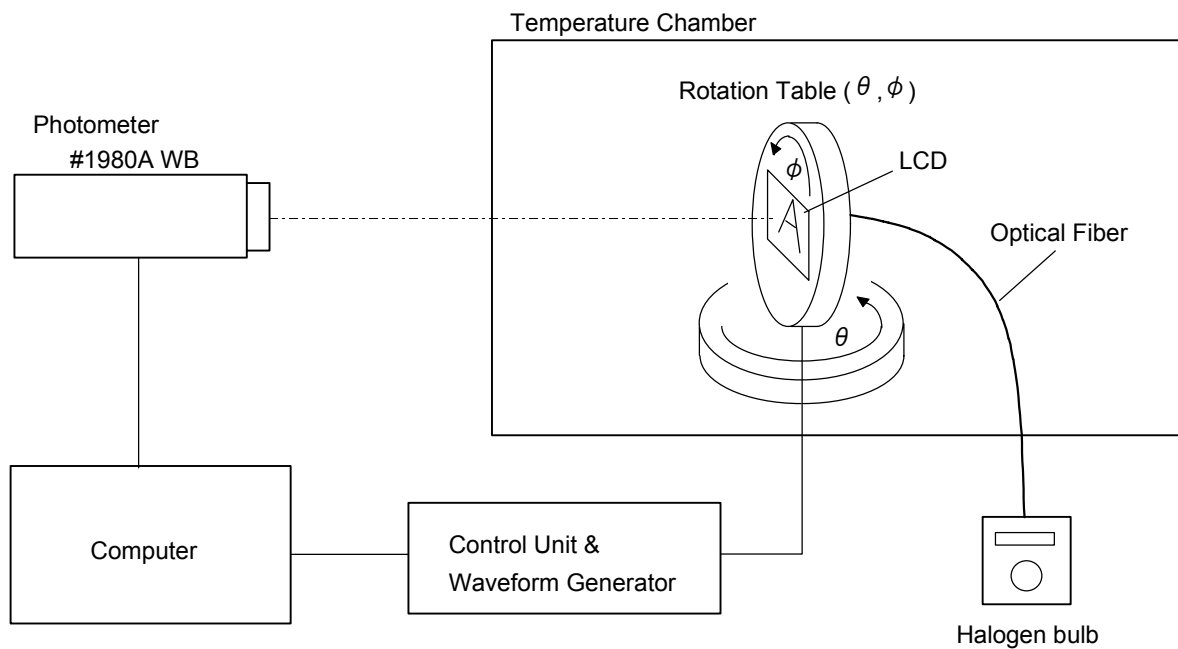 Temperature Chamber
Rotation Table ( θ , ϕ )
Photometer
#1980A WB
ϕ
LCD
A
Optical Fiber
θ
Computer
Control Unit &
Waveform Generator
Halogen bulb